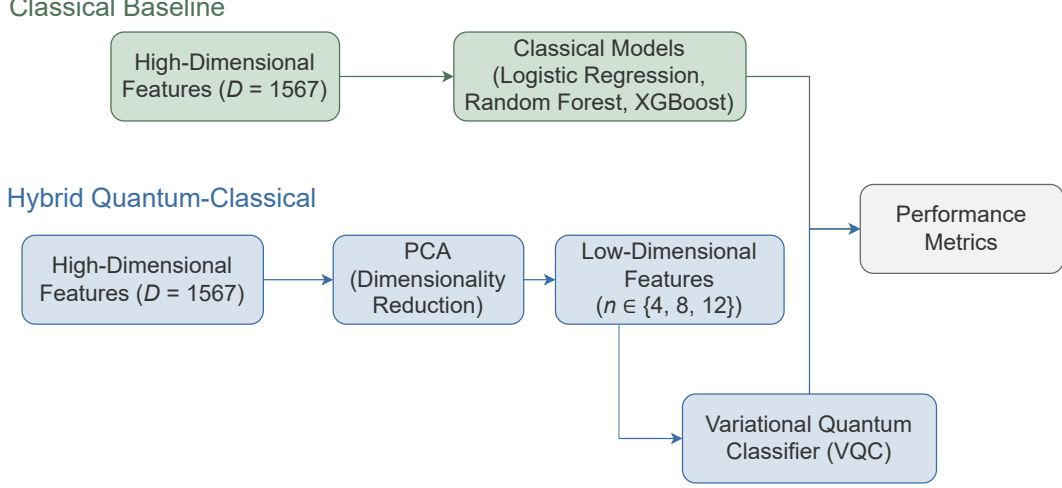 Classical Baseline
High-Dimensional
Features (D = 1567)
Classical Models
(Logistic Regression,
Random Forest, XGBoost)
Hybrid Quantum-Classical
High-Dimensional
Features (D = 1567)
PCA
(Dimensionality
Reduction)
Low-Dimensional
Features
(n ∈ {4, 8, 12})
Performance
Metrics
Variational Quantum
Classifier (VQC)